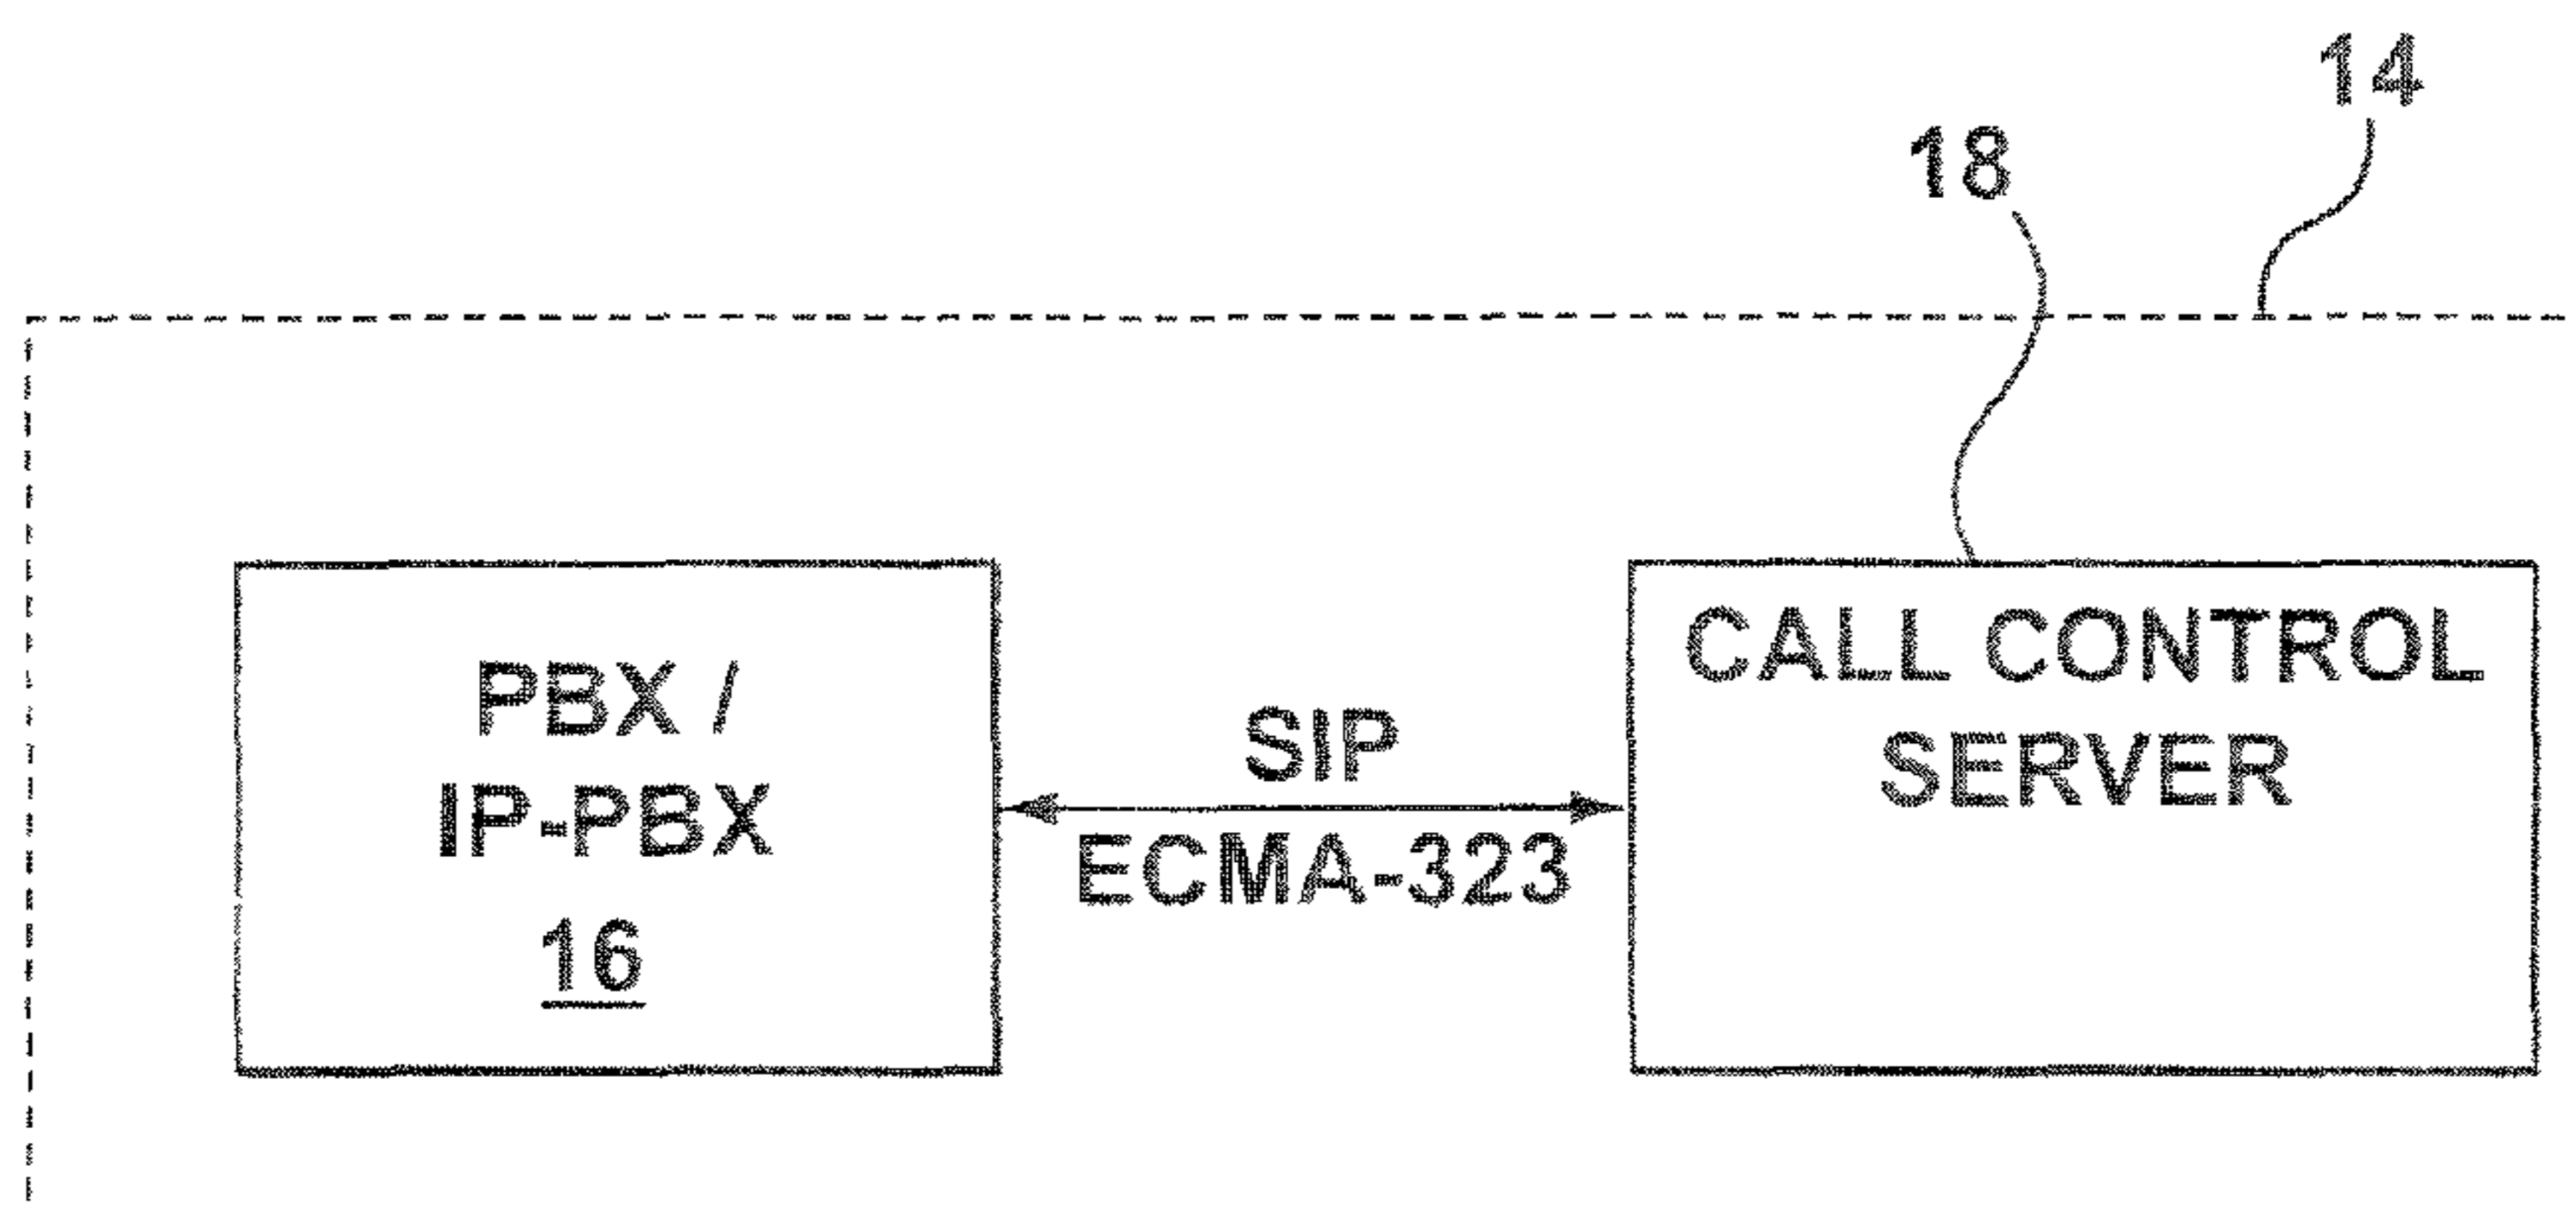 14
18
PBX /
IP-PBX
16
SIP
ECMA-323
CALL CONTROL
SERVER